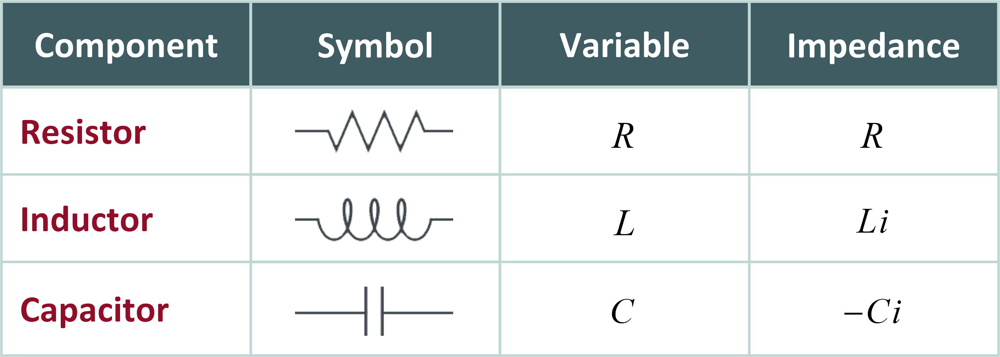 Component Symbol Variable Impedance
Resistor R R
Inductor L Li
Capacitor C −Ci